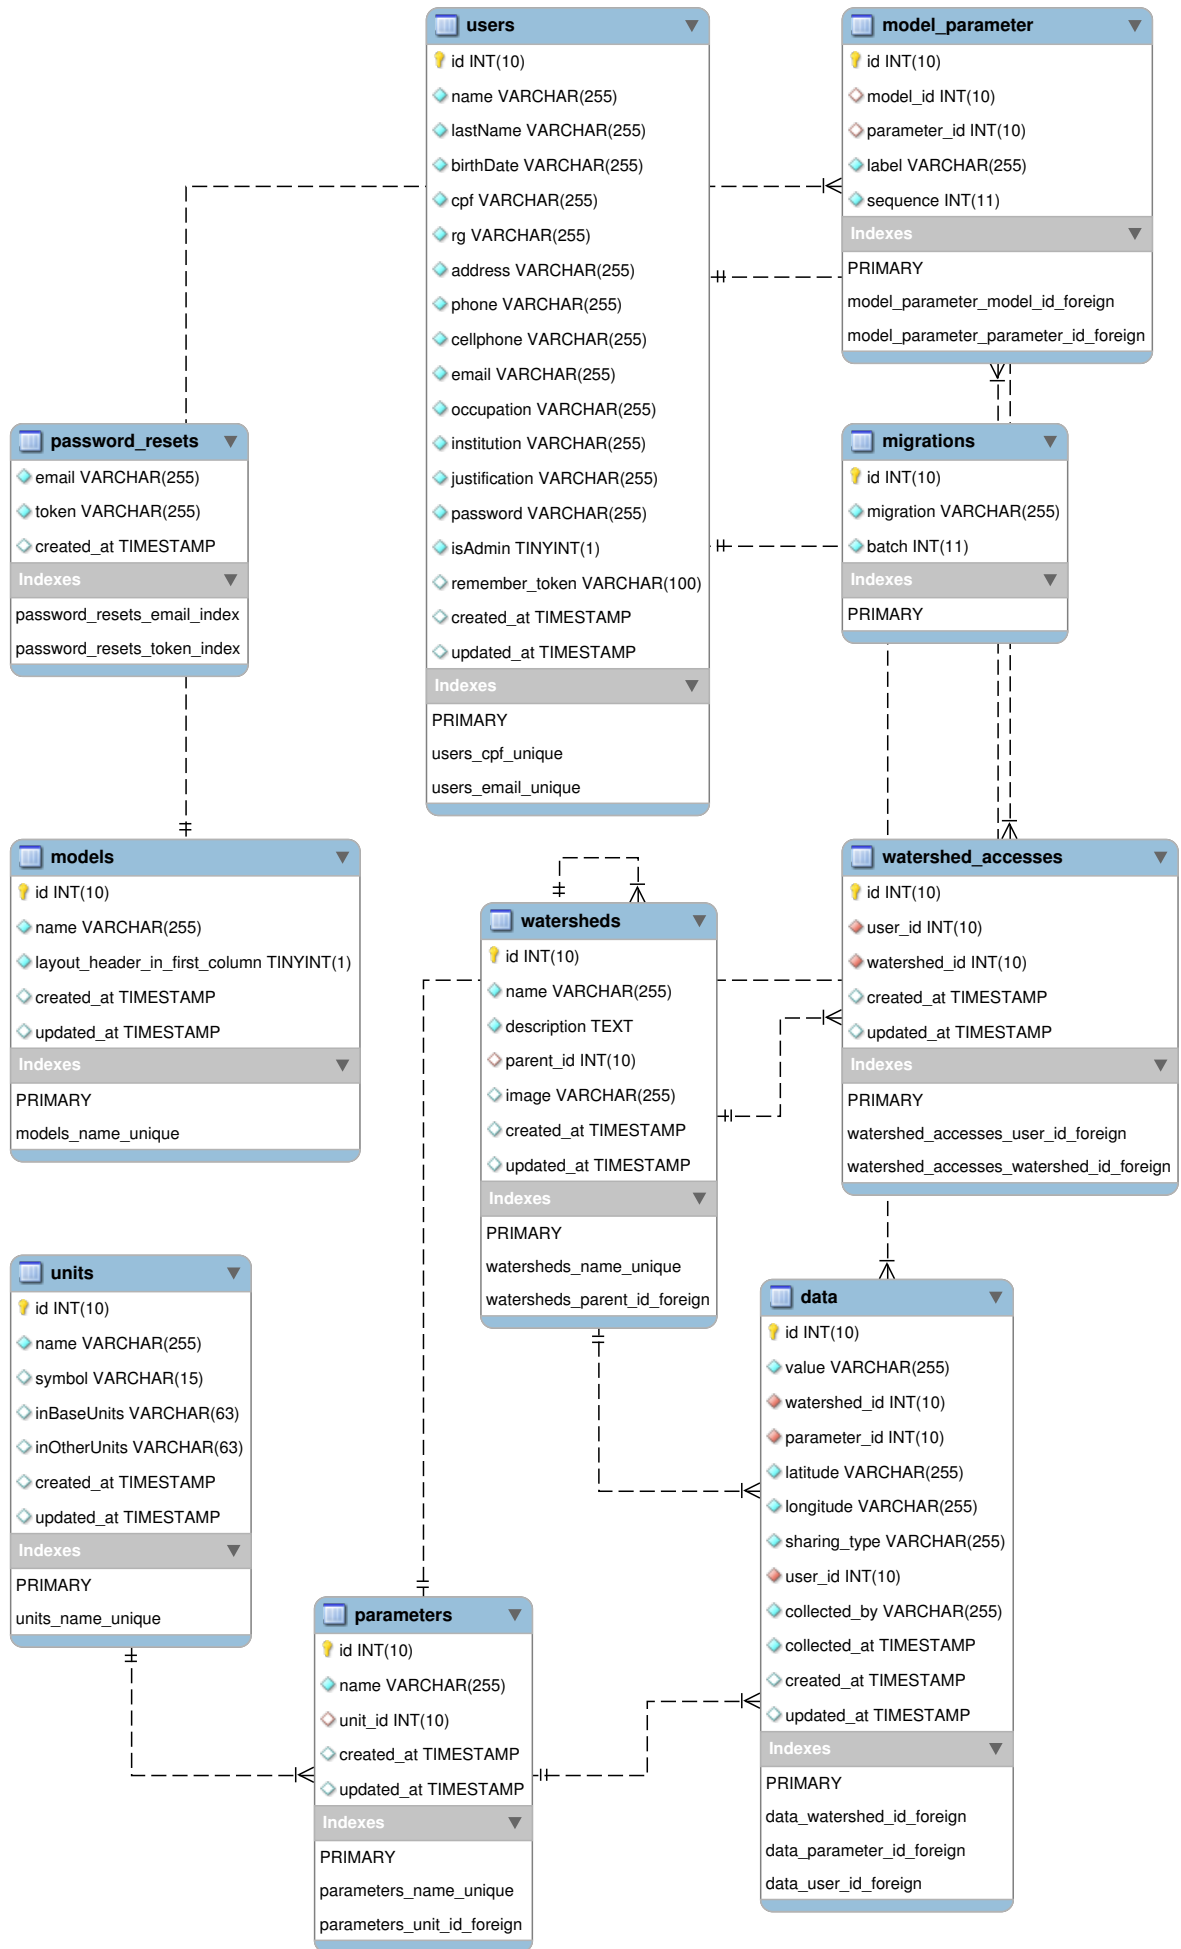 users
id INT(10)
name VARCHAR(255)
lastName VARCHAR(255)
birthDate VARCHAR(255)
cpf VARCHAR(255)
rg VARCHAR(255)
address VARCHAR(255)
phone VARCHAR(255)
cellphone VARCHAR(255)
email VARCHAR(255)
occupation VARCHAR(255)
institution VARCHAR(255)
justification VARCHAR(255)
password VARCHAR(255)
isAdmin TINYINT(1)
remember_token VARCHAR(100)
created_at TIMESTAMP
updated_at TIMESTAMP
Indexes
PRIMARY
users_cpf_unique
users_email_unique
model_parameter
id INT(10)
model_id INT(10)
parameter_id INT(10)
label VARCHAR(255)
sequence INT(11)
Indexes
PRIMARY
model_parameter_model_id_foreign
model_parameter_parameter_id_foreign
password_resets
email VARCHAR(255)
token VARCHAR(255)
created_at TIMESTAMP
Indexes
password_resets_email_index
password_resets_token_index
migrations
id INT(10)
migration VARCHAR(255)
batch INT(11)
Indexes
PRIMARY
models
id INT(10)
name VARCHAR(255)
layout_header_in_first_column TINYINT(1)
created_at TIMESTAMP
updated_at TIMESTAMP
Indexes
PRIMARY
models_name_unique
watersheds
id INT(10)
name VARCHAR(255)
description TEXT
parent_id INT(10)
image VARCHAR(255)
created_at TIMESTAMP
updated_at TIMESTAMP
Indexes
PRIMARY
watersheds_name_unique
watersheds_parent_id_foreign
watershed_accesses
id INT(10)
user_id INT(10)
watershed_id INT(10)
created_at TIMESTAMP
updated_at TIMESTAMP
Indexes
PRIMARY
watershed_accesses_user_id_foreign
watershed_accesses_watershed_id_foreign
units
id INT(10)
name VARCHAR(255)
symbol VARCHAR(15)
inBaseUnits VARCHAR(63)
inOtherUnits VARCHAR(63)
created_at TIMESTAMP
updated_at TIMESTAMP
Indexes
PRIMARY
units_name_unique
data
id INT(10)
value VARCHAR(255)
watershed_id INT(10)
parameter_id INT(10)
latitude VARCHAR(255)
longitude VARCHAR(255)
sharing_type VARCHAR(255)
user_id INT(10)
collected_by VARCHAR(255)
collected_at TIMESTAMP
created_at TIMESTAMP
updated_at TIMESTAMP
Indexes
PRIMARY
data_watershed_id_foreign
data_parameter_id_foreign
data_user_id_foreign
parameters
id INT(10)
name VARCHAR(255)
unit_id INT(10)
created_at TIMESTAMP
updated_at TIMESTAMP
Indexes
PRIMARY
parameters_name_unique
parameters_unit_id_foreign